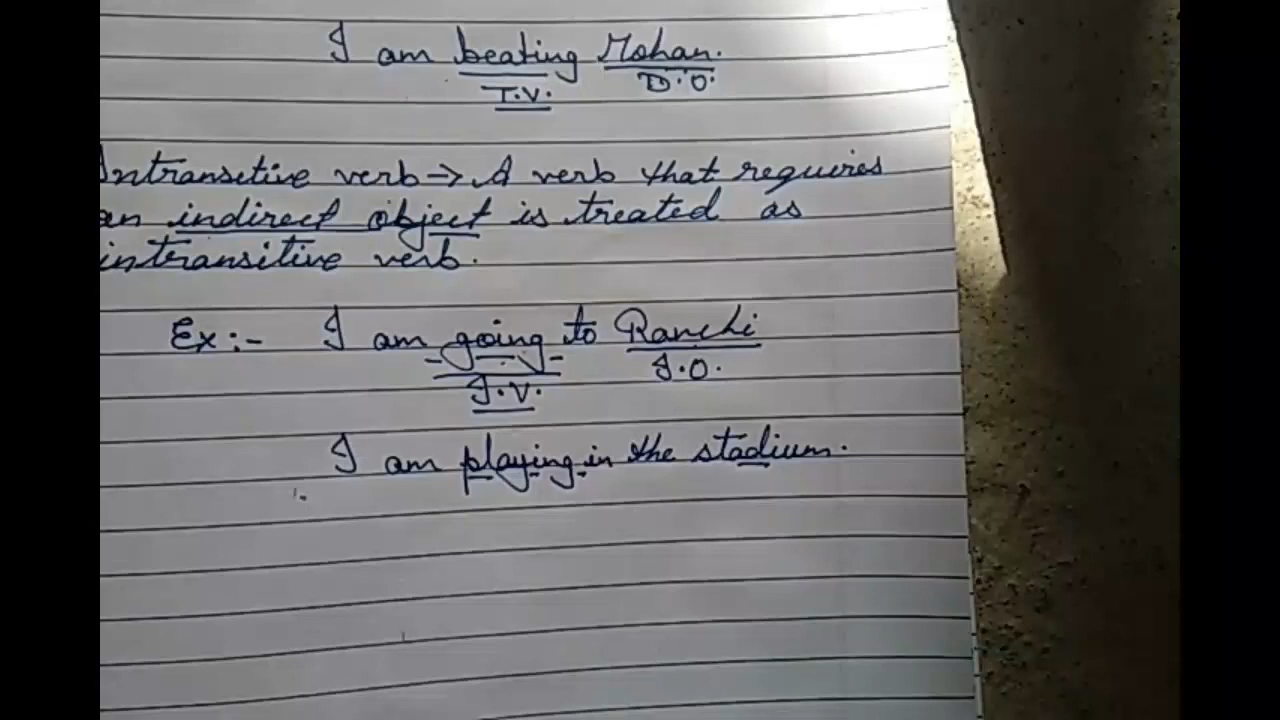 I am beating Mohan.
T.V. D.O.
Intransitive verb → A verb that requires
an indirect object is treated as
intransitive verb.
Ex:- I am going to Ranchi
I.V. I.O.
I am playing in the stadium.